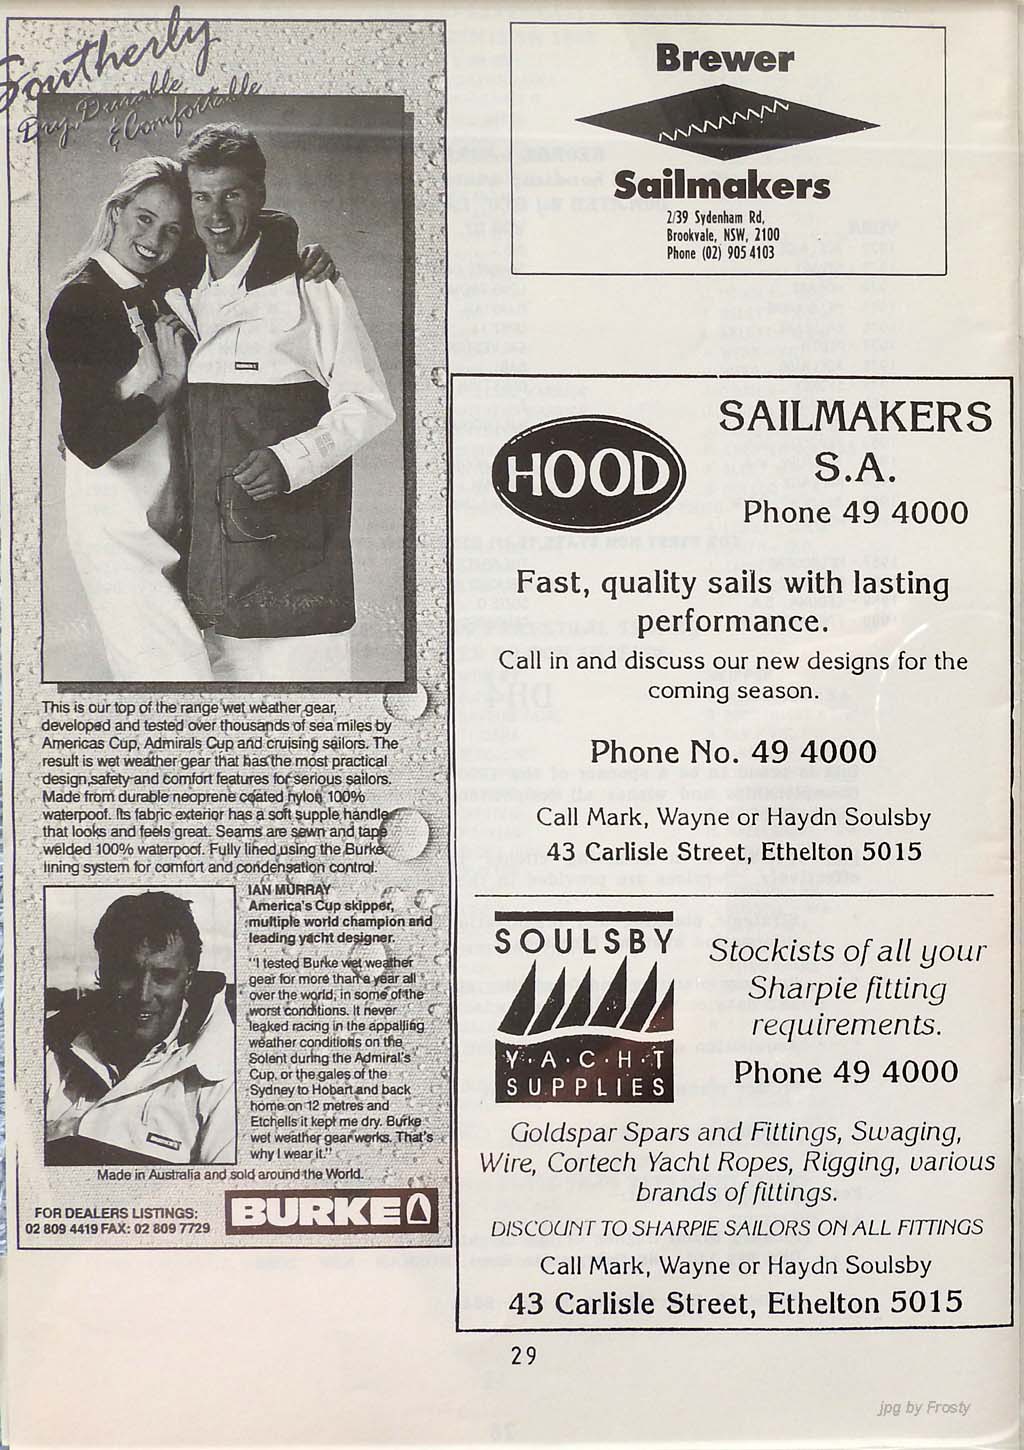 Southerly
Dry, Durable
& Comfortable
This is our top of the range wet weather gear,
developed and tested over thousands of sea miles by
Americas Cup, Admirals Cup and cruising sailors. The
result is wet weather gear that has the most practical
design, safety and comfort features for serious sailors.
Made from durable neoprene coated nylon 100%
waterpoof. Its fabric exterior has a soft supple handle
that looks and feels great. Seams are sewn and tape
welded 100% waterpoof. Fully lined using the Burke
lining system for comfort and condensation control.
IAN MURRAY
America's Cup skipper,
multiple world champion and
leading yacht designer.
"I tested Burke wet weather
gear for more than a year all
over the world, in some of the
worst conditions. It never
leaked racing in the appalling
weather conditions on the
Solent during the Admiral's
Cup, or the gales of the
Sydney to Hobart and back
home on 12 metres and
Etchells it kept me dry. Burke
wet weather gear works. That's
why I wear it."
Made in Australia and sold around the World.
FOR DEALERS LISTINGS:
02 809 4419 FAX: 02 809 7729
BURKE
Brewer
Sailmakers
2/39 Sydenham Rd,
Brookvale, NSW, 2100
Phone (02) 905 4103
HOOD
SAILMAKERS
S.A.
Phone 49 4000
Fast, quality sails with lasting
performance.
Call in and discuss our new designs for the
coming season.
Phone No. 49 4000
Call Mark, Wayne or Haydn Soulsby
43 Carlisle Street, Ethelton 5015
SOULSBY
Y·A·C·H·T
SUPPLIES
Stockists of all your
Sharpie fitting
requirements.
Phone 49 4000
Goldspar Spars and Fittings, Swaging,
Wire, Cortech Yacht Ropes, Rigging, various
brands of fittings.
DISCOUNT TO SHARPIE SAILORS ON ALL FITTINGS
Call Mark, Wayne or Haydn Soulsby
43 Carlisle Street, Ethelton 5015
29
jpg by Frosty